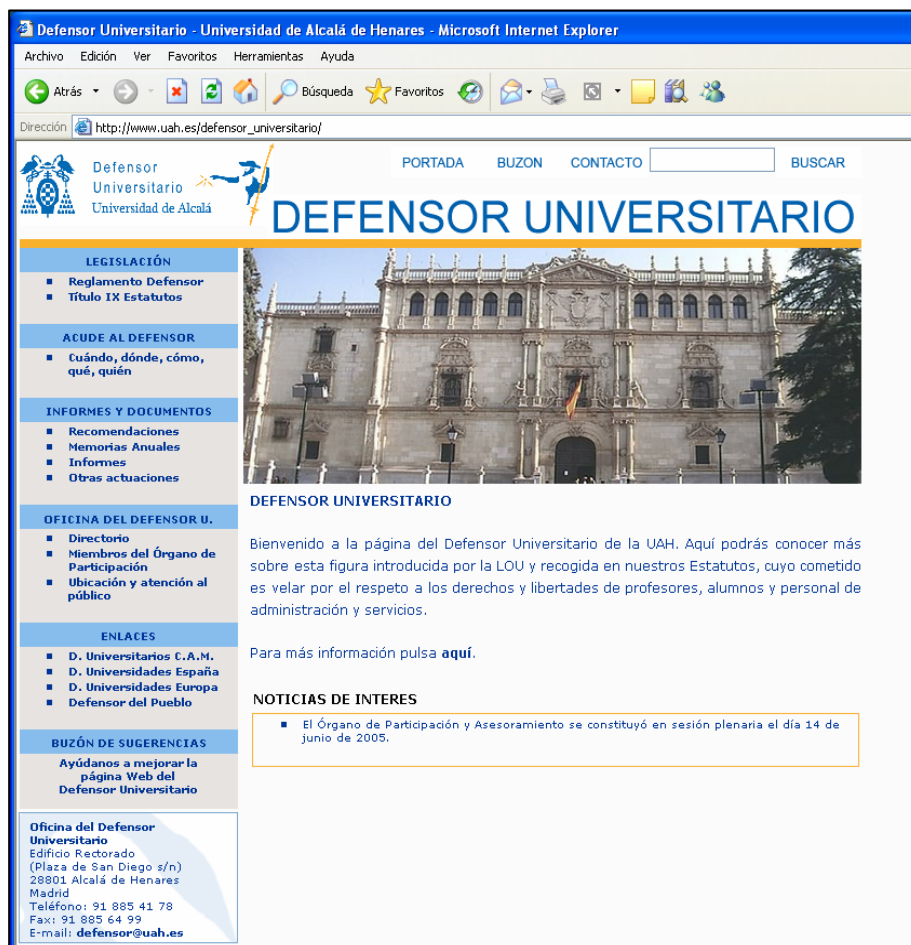 Defensor Universitario - Universidad de Alcalá de Henares - Microsoft Internet Explorer
Archivo Edición Ver Favoritos Herramientas Ayuda
Atrás Búsqueda Favoritos
Dirección http://www.uah.es/defensor_universitario/
Defensor
Universitario
Universidad de Alcalá
PORTADA BUZON CONTACTO BUSCAR
DEFENSOR UNIVERSITARIO
LEGISLACIÓN
Reglamento Defensor
Título IX Estatutos
ACUDE AL DEFENSOR
Cuándo, dónde, cómo,
qué, quién
INFORMES Y DOCUMENTOS
Recomendaciones
Memorias Anuales
Informes
Otras actuaciones
OFICINA DEL DEFENSOR U.
Directorio
Miembros del Órgano de
Participación
Ubicación y atención al
público
ENLACES
D. Universitarios C.A.M.
D. Universidades España
D. Universidades Europa
Defensor del Pueblo
BUZÓN DE SUGERENCIAS
Ayúdanos a mejorar la
página Web del
Defensor Universitario
Oficina del Defensor
Universitario
Edificio Rectorado
(Plaza de San Diego s/n)
28801 Alcalá de Henares
Madrid
Teléfono: 91 885 41 78
Fax: 91 885 64 99
E-mail: defensor@uah.es
DEFENSOR UNIVERSITARIO
Bienvenido a la página del Defensor Universitario de la UAH. Aquí podrás conocer más
sobre esta figura introducida por la LOU y recogida en nuestros Estatutos, cuyo cometido
es velar por el respeto a los derechos y libertades de profesores, alumnos y personal de
administración y servicios.
Para más información pulsa aquí.
NOTICIAS DE INTERES
El Órgano de Participación y Asesoramiento se constituyó en sesión plenaria el día 14 de
junio de 2005.